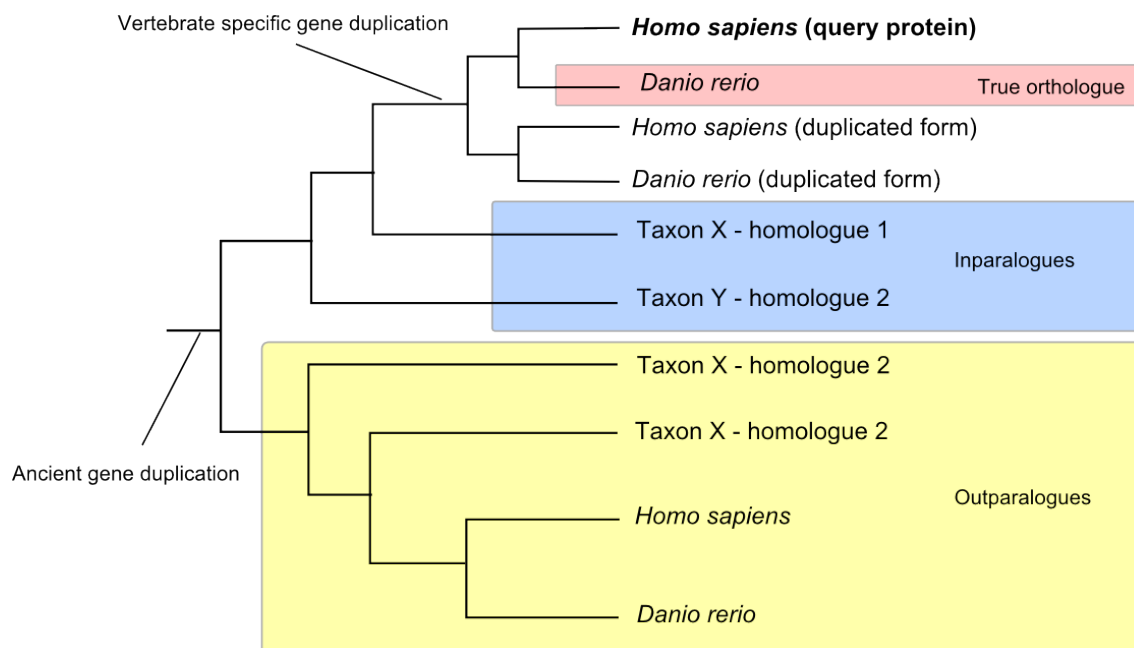 Vertebrate specific gene duplication
Homo sapiens (query protein)
Danio rerio
True orthologue
Homo sapiens (duplicated form)
Danio rerio (duplicated form)
Taxon X - homologue 1
Inparalogues
Taxon Y - homologue 2
Taxon X - homologue 2
Taxon X - homologue 2
Ancient gene duplication
Outparalogues
Homo sapiens
Danio rerio